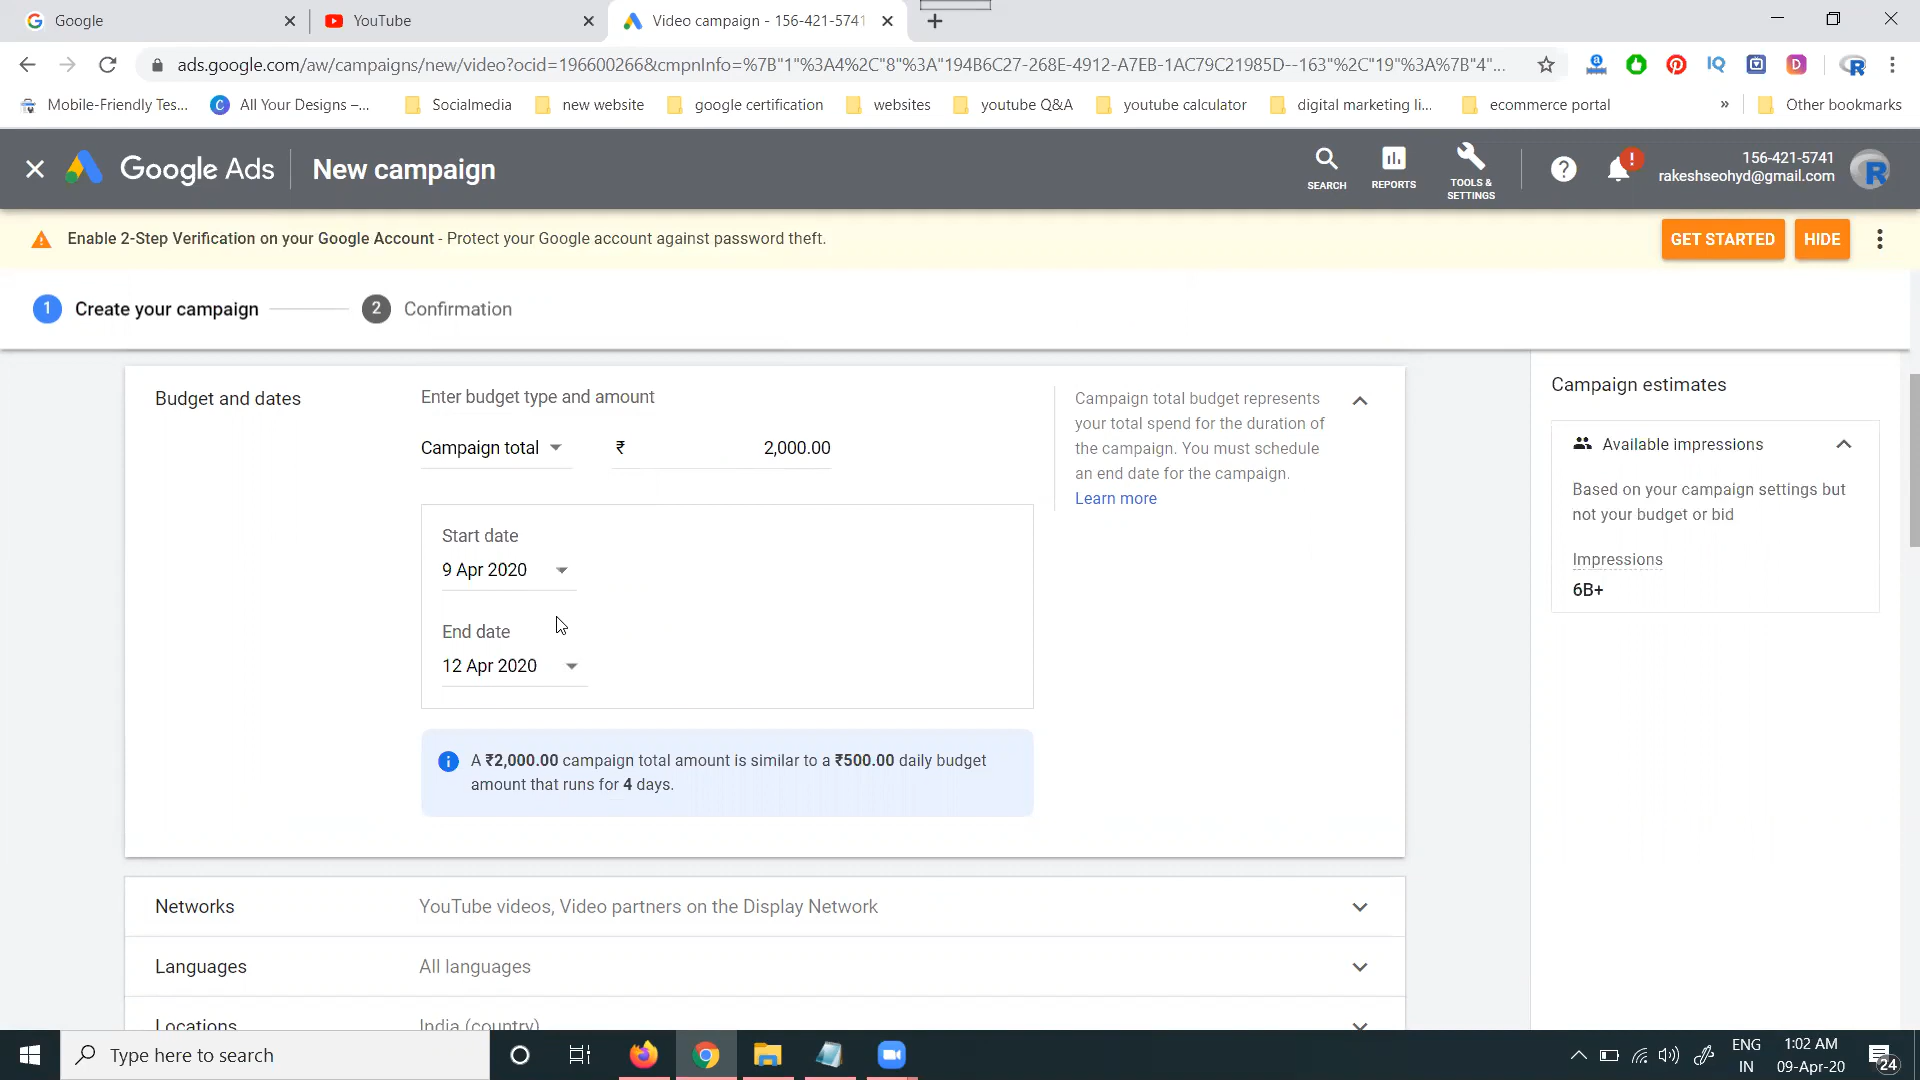 Google
YouTube
Video campaign - 156-421-5741
ads.google.com/aw/campaigns/new/video?ocid=196600266&cmpnInfo=%7B"1"%3A4%2C"8"%3A"194B6C27-268E-4912-A7EB-1AC79C21985D--163"%2C"19"%3A%7B"4"...
Mobile-Friendly Tes... All Your Designs –... Socialmedia new website google certification websites youtube Q&A youtube calculator digital marketing li... ecommerce portal » Other bookmarks
Google Ads New campaign
SEARCH
REPORTS
TOOLS &
SETTINGS
156-421-5741
rakeshseohyd@gmail.com
Enable 2-Step Verification on your Google Account - Protect your Google account against password theft.
GET STARTED
HIDE
1 Create your campaign
2 Confirmation
Budget and dates
Enter budget type and amount
Campaign total ₹ 2,000.00
Start date
9 Apr 2020
End date
12 Apr 2020
A ₹2,000.00 campaign total amount is similar to a ₹500.00 daily budget
amount that runs for 4 days.
Campaign total budget represents
your total spend for the duration of
the campaign. You must schedule
an end date for the campaign.
Learn more
Campaign estimates
Available impressions
Based on your campaign settings but
not your budget or bid
Impressions
6B+
Networks YouTube videos, Video partners on the Display Network
Languages All languages
Locations India (country)
Type here to search
ENG
IN
1:02 AM
09-Apr-20
24